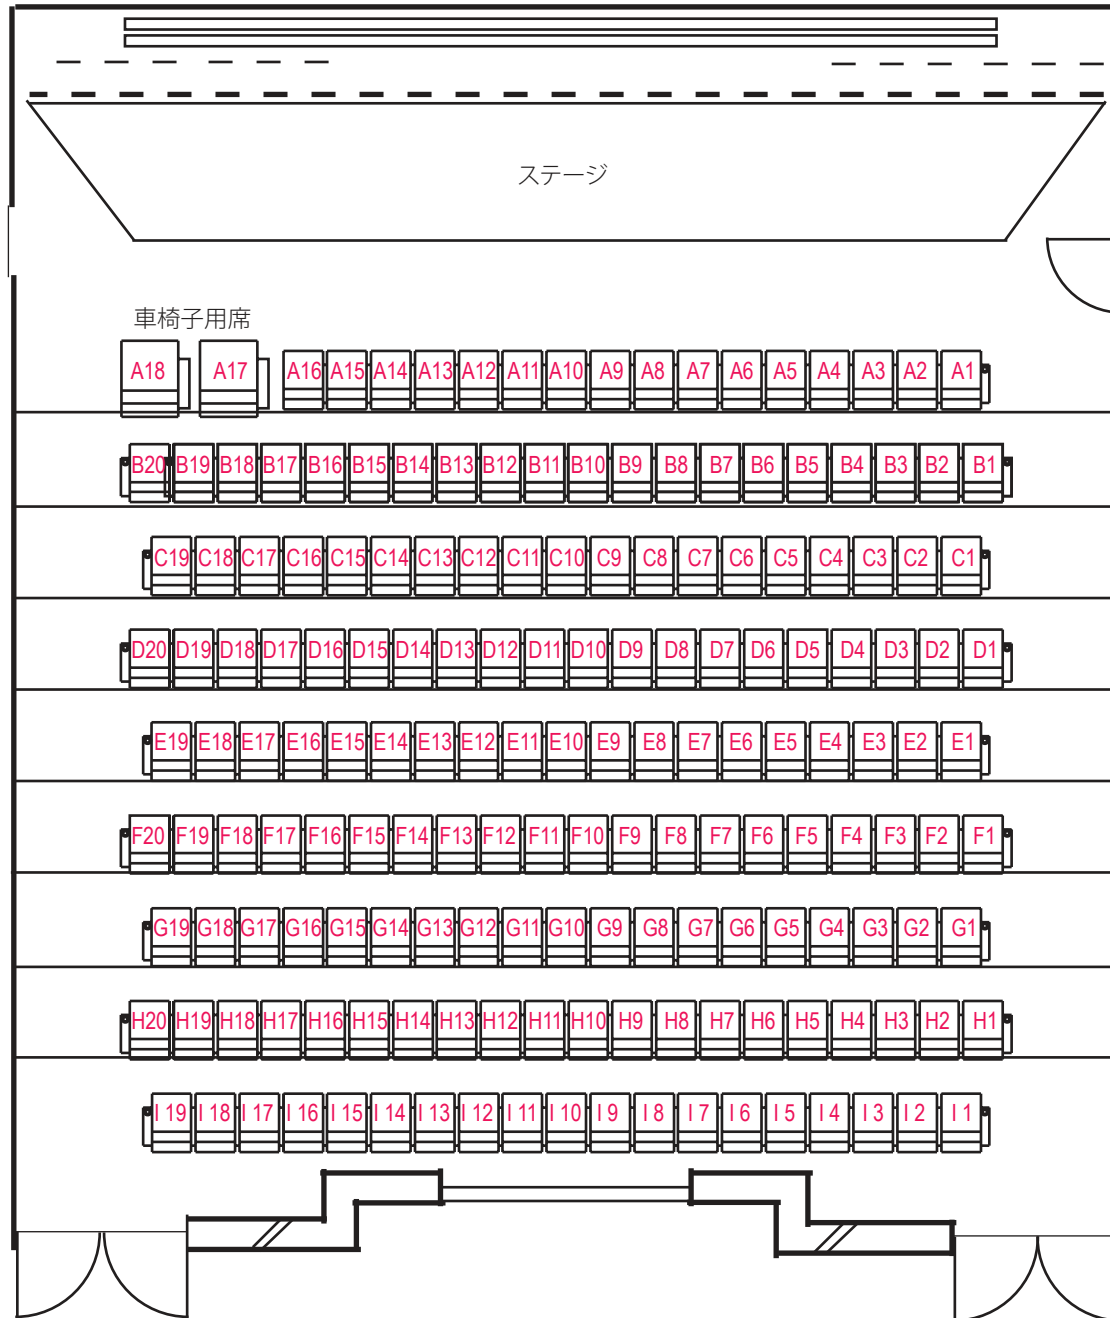 ステージ
車椅子用席
A18 A17 A16 A15 A14 A13 A12 A11 A10 A9 A8 A7 A6 A5 A4 A3 A2 A1
B20 B19 B18 B17 B16 B15 B14 B13 B12 B11 B10 B9 B8 B7 B6 B5 B4 B3 B2 B1
C19 C18 C17 C16 C15 C14 C13 C12 C11 C10 C9 C8 C7 C6 C5 C4 C3 C2 C1
D20 D19 D18 D17 D16 D15 D14 D13 D12 D11 D10 D9 D8 D7 D6 D5 D4 D3 D2 D1
E19 E18 E17 E16 E15 E14 E13 E12 E11 E10 E9 E8 E7 E6 E5 E4 E3 E2 E1
F20 F19 F18 F17 F16 F15 F14 F13 F12 F11 F10 F9 F8 F7 F6 F5 F4 F3 F2 F1
G19 G18 G17 G16 G15 G14 G13 G12 G11 G10 G9 G8 G7 G6 G5 G4 G3 G2 G1
H20 H19 H18 H17 H16 H15 H14 H13 H12 H11 H10 H9 H8 H7 H6 H5 H4 H3 H2 H1
I 19 I 18 I 17 I 16 I 15 I 14 I 13 I 12 I 11 I 10 I 9 I 8 I 7 I 6 I 5 I 4 I 3 I 2 I 1